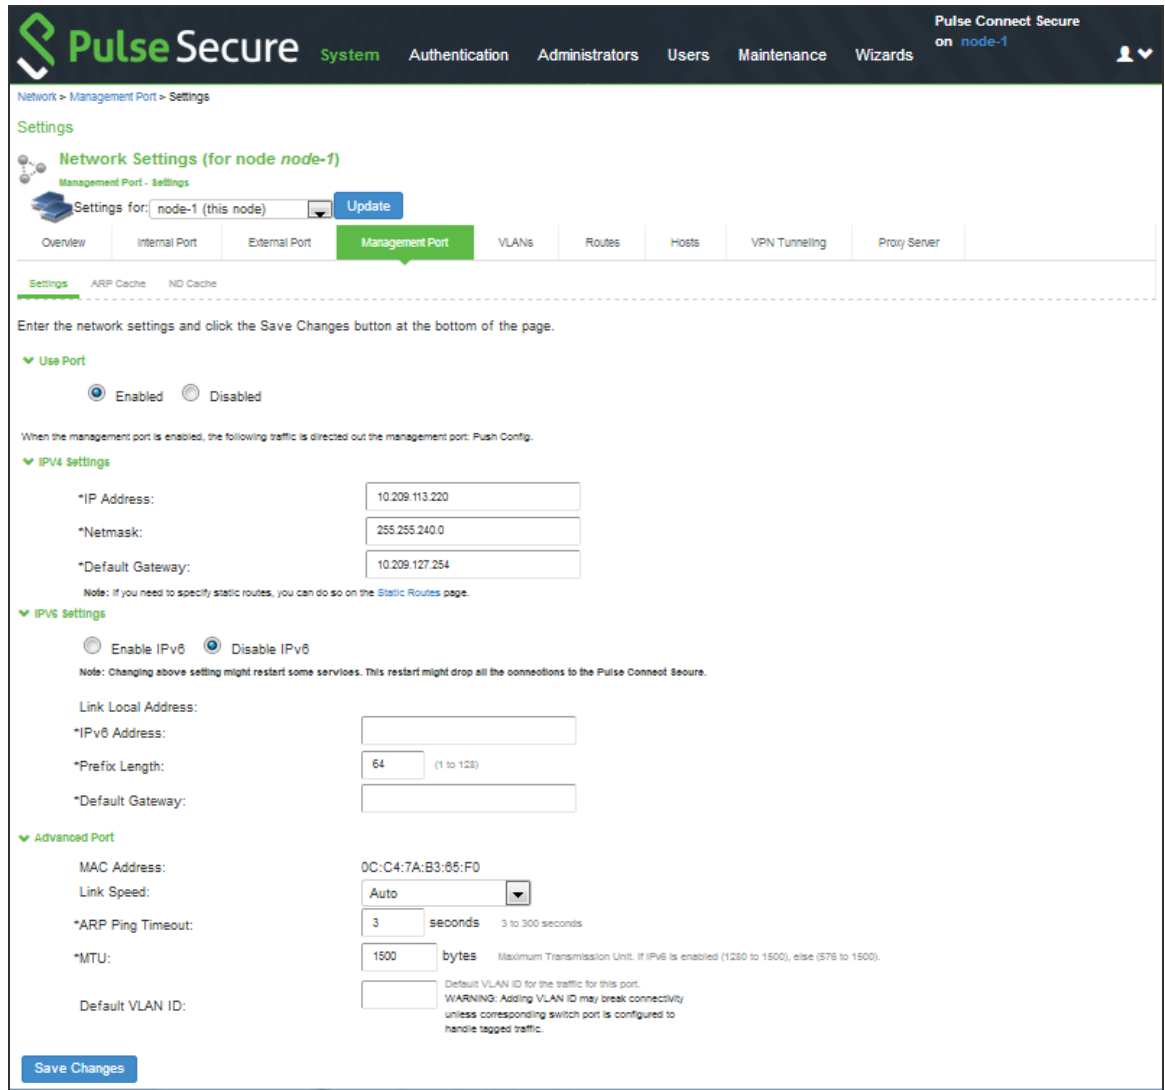 Pulse Secure
System Authentication Administrators Users Maintenance Wizards
Pulse Connect Secure
on node-1
Network > Management Port > Settings
Settings
Network Settings (for node node-1)
Management Port - Settings
Settings for: node-1 (this node) Update
Overview Internal Port External Port Management Port VLANs Routes Hosts VPN Tunneling Proxy Server
Settings ARP Cache ND Cache
Enter the network settings and click the Save Changes button at the bottom of the page.
Use Port
Enabled Disabled
When the management port is enabled, the following traffic is directed out the management port: Push Config.
IPV4 Settings
*IP Address: 10.209.113.220
*Netmask: 255.255.240.0
*Default Gateway: 10.209.127.254
Note: If you need to specify static routes, you can do so on the Static Routes page.
IPV6 Settings
Enable IPv6 Disable IPv6
Note: Changing above setting might restart some services. This restart might drop all the connections to the Pulse Connect Secure.
Link Local Address:
*IPv6 Address:
*Prefix Length: 64 (1 to 128)
*Default Gateway:
Advanced Port
MAC Address: 0C:C4:7A:B3:65:F0
Link Speed: Auto
*ARP Ping Timeout: 3 seconds 3 to 300 seconds
*MTU: 1500 bytes Maximum Transmission Unit. If IPv6 is enabled (1280 to 1500), else (576 to 1500).
Default VLAN ID:
Default VLAN ID for the traffic for this port.
WARNING: Adding VLAN ID may break connectivity
unless corresponding switch port is configured to
handle tagged traffic.
Save Changes